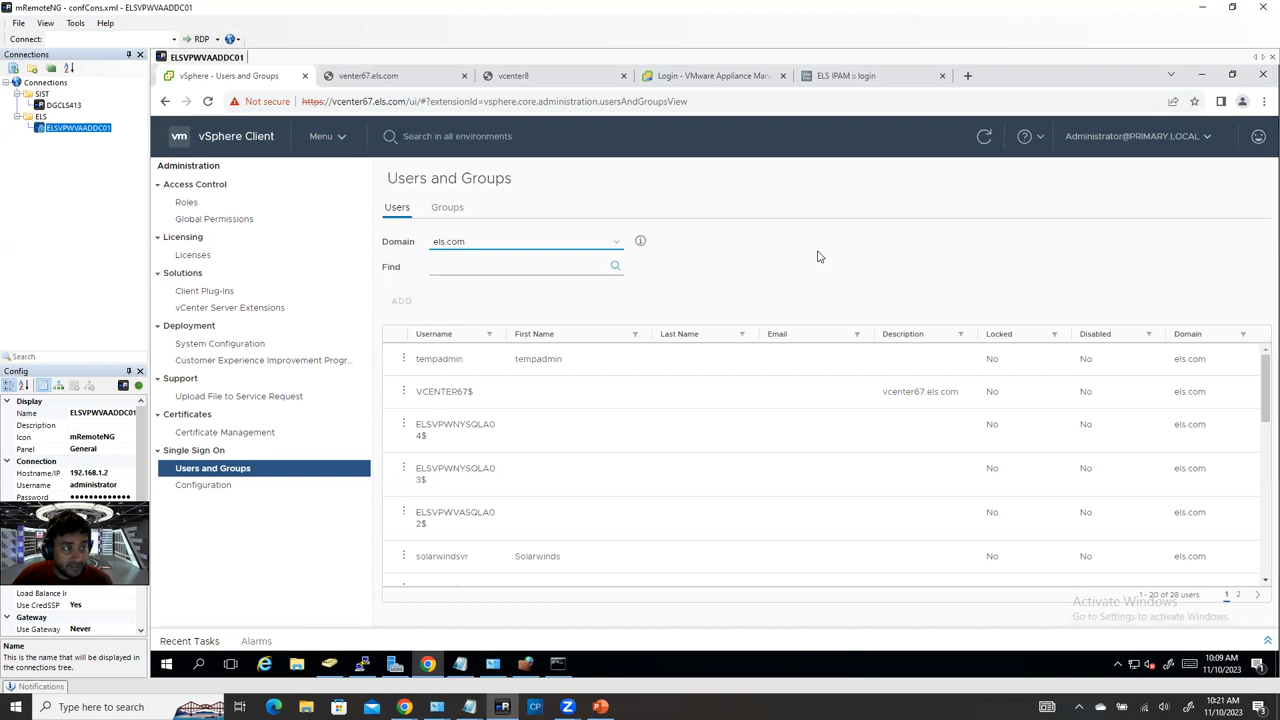 mRemoteNG - confCons.xml - ELSVPWVAADDC01
File View Tools Help
Connect: RDP
Connections
ELSVPWVAADDC01
Connections
SIST
DGCLS413
ELS
ELSVPWVAADDC01
vSphere - Users and Groups
vcenter67.els.com
vcenter8
Login - VMware Appliance Man
ELS IPAM :: login
Not secure https://vcenter67.els.com/ui/#?extensionId=vsphere.core.administration.usersAndGroupsView
vm vSphere Client Menu Search in all environments Administrator@PRIMARY.LOCAL
Administration
Access Control
Roles
Global Permissions
Licensing
Licenses
Solutions
Client Plug-Ins
vCenter Server Extensions
Deployment
System Configuration
Customer Experience Improvement Progr...
Support
Upload File to Service Request
Certificates
Certificate Management
Single Sign On
Users and Groups
Configuration
Users and Groups
Users Groups
Domain els.com
Find
ADD
Username First Name Last Name Email Description Locked Disabled Domain
tempadmin tempadmin No No els.com
VCENTER67$ vcenter67.els.com No No els.com
ELSVPWNYSQLA0
4$ No No els.com
ELSVPWNYSQLA0
3$ No No els.com
ELSVPWVASQLA0
2$ No No els.com
solarwindsvr Solarwinds No No els.com
1 - 20 of 28 users 1 2
Activate Windows
Go to Settings to activate Windows.
Recent Tasks Alarms
10:09 AM
11/10/2023
Search
Config
Display
Name ELSVPWVAADDC01
Description
Icon mRemoteNG
Panel General
Connection
Hostname/IP 192.168.1.2
Username administrator
Password ●●●●●●●●●●●●●
Load Balance Ir
Use CredSSP Yes
Gateway
Use Gateway Never
Name
This is the name that will be displayed in
the connections tree.
Notifications
Type here to search
10:21 AM
11/10/2023